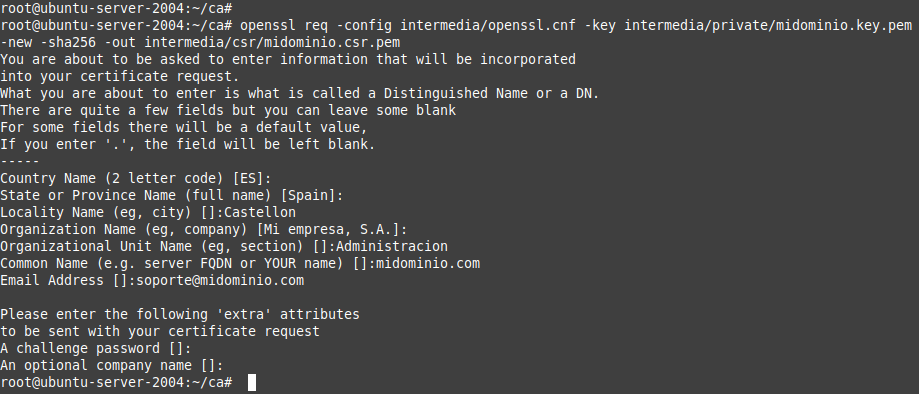 root@ubuntu-server-2004:~/ca#
root@ubuntu-server-2004:~/ca# openssl req -config intermedia/openssl.cnf -key intermedia/private/midominio.key.pem
-new -sha256 -out intermedia/csr/midominio.csr.pem
You are about to be asked to enter information that will be incorporated
into your certificate request.
What you are about to enter is what is called a Distinguished Name or a DN.
There are quite a few fields but you can leave some blank
For some fields there will be a default value,
If you enter '.', the field will be left blank.
-----
Country Name (2 letter code) [ES]:
State or Province Name (full name) [Spain]:
Locality Name (eg, city) []:Castellon
Organization Name (eg, company) [Mi empresa, S.A.]:
Organizational Unit Name (eg, section) []:Administracion
Common Name (e.g. server FQDN or YOUR name) []:midominio.com
Email Address []:soporte@midominio.com

Please enter the following 'extra' attributes
to be sent with your certificate request
A challenge password []:
An optional company name []:
root@ubuntu-server-2004:~/ca#